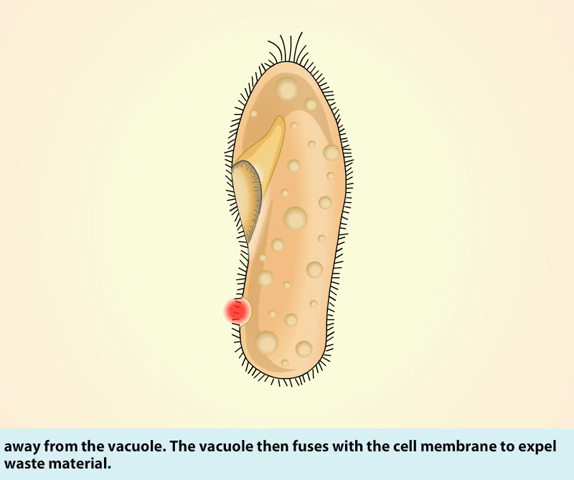 away from the vacuole. The vacuole then fuses with the cell membrane to expel
waste material.